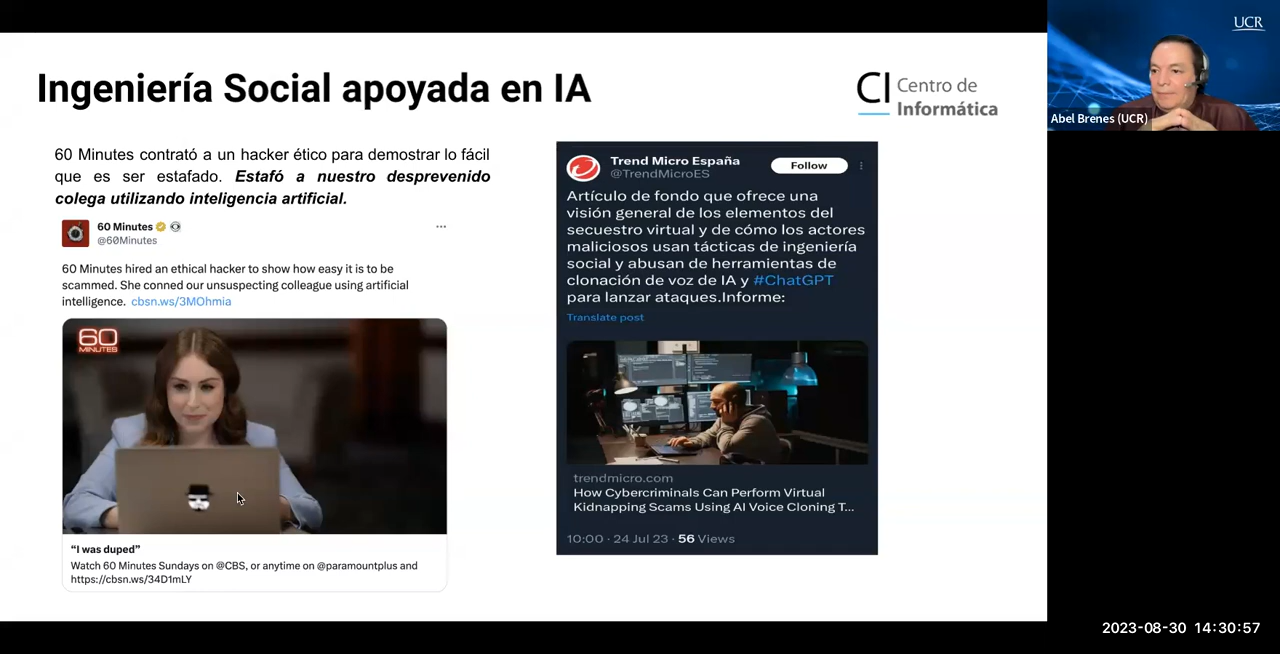 Ingeniería Social apoyada en IA
CI Centro de
Informática
60 Minutes contrató a un hacker ético para demostrar lo fácil
que es ser estafado. Estafó a nuestro desprevenido
colega utilizando inteligencia artificial.
60 Minutes
@60Minutes
60 Minutes hired an ethical hacker to show how easy it is to be
scammed. She conned our unsuspecting colleague using artificial
intelligence. cbsn.ws/3MOhmia
60
MINUTES
“I was duped”
Watch 60 Minutes Sundays on @CBS, or anytime on @paramountplus and
https://cbsn.ws/34D1mLY
Trend Micro España
@TrendMicroES
Follow
Artículo de fondo que ofrece una
visión general de los elementos del
secuestro virtual y de cómo los actores
maliciosos usan tácticas de ingeniería
social y abusan de herramientas de
clonación de voz de IA y #ChatGPT
para lanzar ataques.Informe:
Translate post
trendmicro.com
How Cybercriminals Can Perform Virtual
Kidnapping Scams Using AI Voice Cloning T...
10:00 · 24 Jul 23 · 56 Views
UCR
Abel Brenes (UCR)
2023-08-30 14:30:57